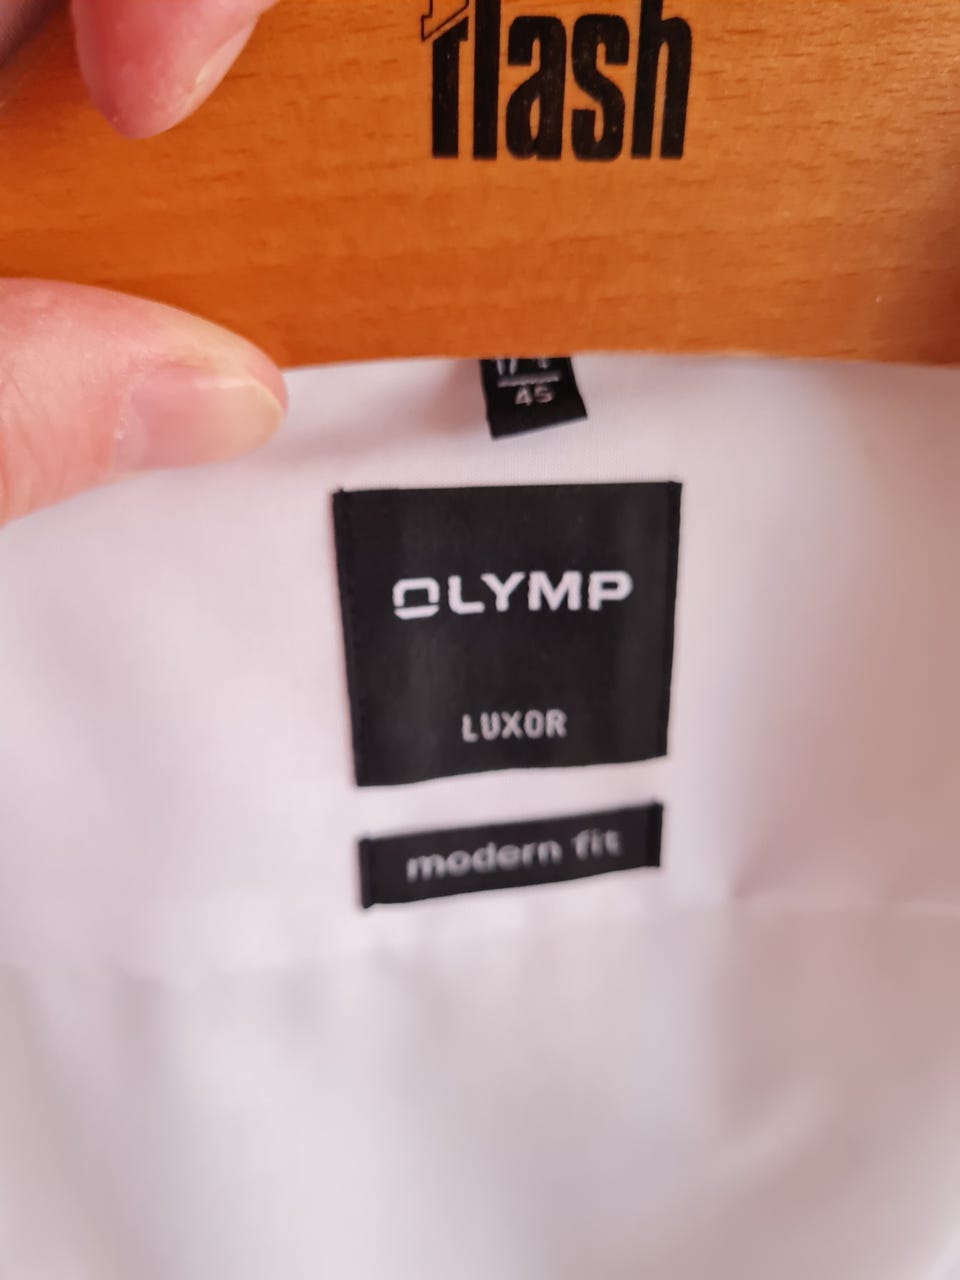 flash
45
OLYMP
LUXOR
modern fit